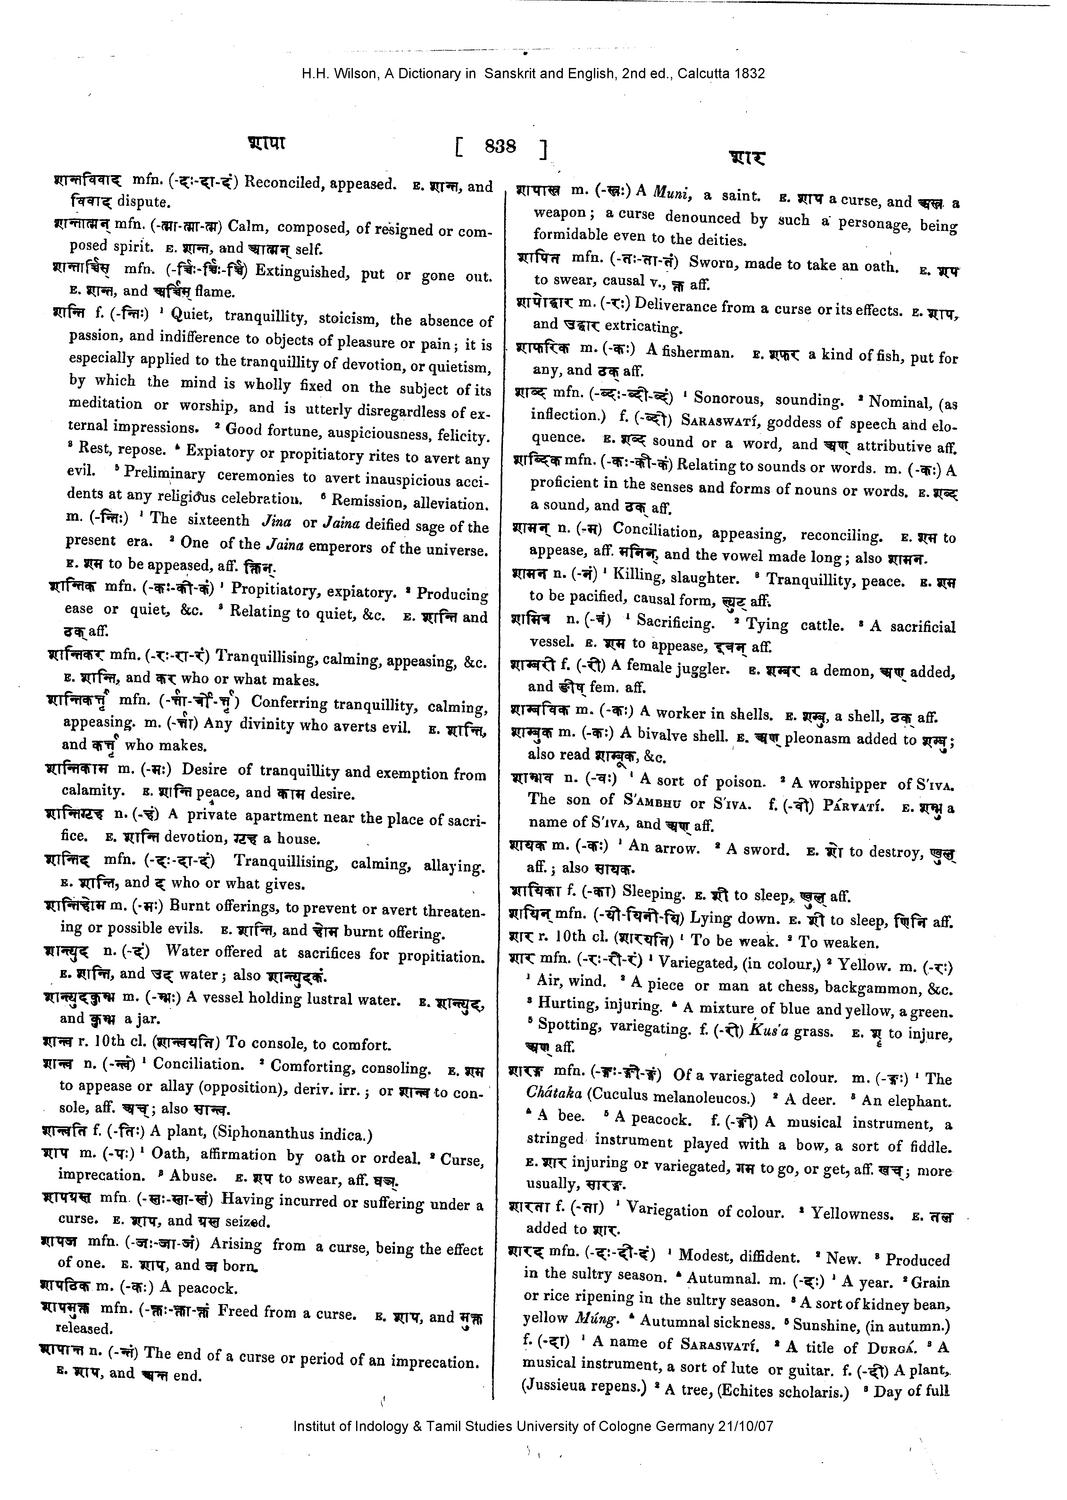 H.H. Wilson, A Dictionary in Sanskrit and English, 2nd ed., Calcutta 1832
शापा
[ 838 ]
शार
शान्तविवाद mfn. (-दः-दा-दं) Reconciled, appeased. E. शान्त, and
विवाद dispute.
शान्तात्मन् mfn. (-त्मा-त्मा-त्म) Calm, composed, of resigned or com-
posed spirit. E. शान्त, and आत्मन् self.
शान्तार्चिस् mfn. (-र्चिः-र्चिः-र्चि) Extinguished, put or gone out.
E. शान्त, and अर्चिस् flame.
शान्ति f. (-न्तिः) ¹ Quiet, tranquillity, stoicism, the absence of
passion, and indifference to objects of pleasure or pain; it is
especially applied to the tranquillity of devotion, or quietism,
by which the mind is wholly fixed on the subject of its
meditation or worship, and is utterly disregardless of ex-
ternal impressions. ² Good fortune, auspiciousness, felicity.
³ Rest, repose. ⁴ Expiatory or propitiatory rites to avert any
evil. ⁵ Preliminary ceremonies to avert inauspicious acci-
dents at any religious celebration. ⁶ Remission, alleviation.
m. (-न्तिः) ¹ The sixteenth Jina or Jaina deified sage of the
present era. ² One of the Jaina emperors of the universe.
E. शम to be appeased, aff. क्तिन्.
शान्तिक mfn. (-कः-की-कं) ¹ Propitiatory, expiatory. ² Producing
ease or quiet, &c. ³ Relating to quiet, &c. E. शान्ति and
ठक् aff.
शान्तिकर mfn. (-रः-रा-रं) Tranquillising, calming, appeasing, &c.
E. शान्ति, and कर who or what makes.
शान्तिकर्त्तृ mfn. (-र्त्ता-र्त्री-र्त्तृ) Conferring tranquility, calming,
appeasing. m. (-र्त्ता) Any divinity who averts evil. E. शान्ति,
and कर्त्तृ who makes.
शान्तिकाम m. (-मः) Desire of tranquillity and exemption from
calamity. E. शान्ति peace, and काम desire.
शान्तिगृह n. (-हं) A private apartment near the place of sacri-
fice. E. शान्ति devotion, गृह a house.
शान्तिद mfn. (-दः-दा-दं) Tranquillising, calming, allaying.
E. शान्ति, and द who or what gives.
शान्तिहोम m. (-मः) Burnt offerings, to prevent or avert threaten-
ing or possible evils. E. शान्ति, and होम burnt offering.
शान्त्युद n. (-दं) Water offered at sacrifices for propitiation.
E. शान्ति, and उद water; also शान्त्युदकं.
शान्त्युदकुम्भ m. (-म्भः) A vessel holding lustral water. E. शान्त्युद,
and कुम्भ a jar.
शान्त्व r. 10th cl. (शान्त्वयति) To console, to comfort.
शान्त्व n. (-न्त्वं) ¹ Conciliation. ² Comforting, consoling. E. शम
to appease or allay (opposition), deriv. irr.; or शान्त्व to con-
sole, aff. अच्; also सान्त्व.
शान्त्वति f. (-तिः) A plant, (Siphonanthus indica.)
शाप m. (-पः) ¹ Oath, affirmation by oath or ordeal. ² Curse,
imprecation. ³ Abuse. E. शप to swear, aff. घञ्.
शापग्रस्त mfn. (-स्तः-स्ता-स्तं) Having incurred or suffering under a
curse. E. शाप, and ग्रस्त seized.
शापज mfn. (-जः-जा-जं) Arising from a curse, being the effect
of one. E. शाप, and ज born.
शापठिक m. (-कः) A peacock.
शापमुक्त mfn. (-क्तः-क्ता-क्तं Freed from a curse. E. शाप, and मुक्त
released.
शापान्त n. (-न्तं) The end of a curse or period of an imprecation.
E. शाप, and अन्त end.
शापास्त्र m. (-स्त्रः) A Muni, a saint. E. शाप a curse, and अस्त्र a
weapon; a curse denounced by such a personage, being
formidable even to the deities.
शापित mfn. (-तः-ता-तं) Sworn, made to take an oath. E. शप
to swear, causal v., क्त aff.
शापोद्धार m. (-रः) Deliverance from a curse or its effects. E. शाप,
and उद्धार extricating.
शाफरिक m. (-कः) A fisherman. E. शफर a kind of fish, put for
any, and ठक् aff.
शाब्द mfn. (-ब्दः-ब्दी-ब्दं) ¹ Sonorous, sounding. ² Nominal, (as
inflection.) f. (-ब्दी) SARASWATÍ, goddess of speech and elo-
quence. E. शब्द sound or a word, and अण् attributive aff.
शाब्दिक mfn. (-कः-की-कं) Relating to sounds or words. m. (-कः) A
proficient in the senses and forms of nouns or words. E. शब्द
a sound, and ठक् aff.
शामन् n. (-म) Conciliation, appeasing, reconciling. E. शम to
appease, aff. मनिन्, and the vowel made long; also शामन.
शामन n. (-नं) ¹ Killing, slaughter. ² Tranquillity, peace. E. शम
to be pacified, causal form, ल्युट् aff.
शामित्र n. (-त्रं) ¹ Sacrificing. ² Tying cattle. ³ A sacrificial
vessel. E. शम to appease, इत्रन् aff.
शाम्बरी f. (-री) A female juggler. E. शम्बर a demon, अण् added,
and ङीष् fem. aff.
शाम्बविक m. (-कः) A worker in shells. E. शम्बु, a shell, ठक् aff.
शाम्बुक m. (-कः) A bivalve shell. E. अण् pleonasm added to शम्बु;
also read शाम्बूक, &c.
शाम्भव n. (-वः) ¹ A sort of poison. ² A worshipper of S'IVA.
The son of S'AMBHU or S'IVA. f. (-वी) PÁRVATÍ. E. शम्भु a
name of S'IVA, and अण् aff.
शायक m. (-कः) ¹ An arrow. ² A sword. E. शो to destroy, ण्वुल्
aff.; also सायक.
शायिका f. (-का) Sleeping. E. शी to sleep, ण्वुल् aff.
शायिन् mfn. (-यी-यिनी-यि) Lying down. E. शी to sleep, णिनि aff.
शार r. 10th cl. (शारयति) ¹ To be weak. ² To weaken.
शार mfn. (-रः-री-रं) ¹ Variegated, (in colour,) ² Yellow. m. (-रः)
¹ Air, wind. ² A piece or man at chess, backgammon, &c.
³ Hurting, injuring. ⁴ A mixture of blue and yellow, a green.
⁵ Spotting, variegating. f. (-री) Kus'a grass. E. शॄ to injure,
अण् aff.
शारङ्ग mfn. (-ङ्गः-ङ्गी-ङ्गं) Of a variegated colour. m. (-ङ्गः) ¹ The
Chátaka (Cuculus melanoleucos.) ² A deer. ³ An elephant.
⁴ A bee. ⁵ A peacock. f. (-ङ्गी) A musical instrument, a
stringed instrument played with a bow, a sort of fiddle.
E. शार injuring or variegated, गम to go, or get, aff. खच्; more
usually, सारङ्ग.
शारता f. (-ता) ¹ Variegation of colour. ² Yellowness. E. तल
added to शार.
शारद mfn. (-दः-दी-दं) ¹ Modest, diffident. ² New. ³ Produced
in the sultry season. ⁴ Autumnal. m. (-दः) ¹ A year. ² Grain
or rice ripening in the sultry season. ³ A sort of kidney bean,
yellow Múng. ⁴ Autumnal sickness. ⁵ Sunshine, (in autumn.)
f. (-दा) ¹ A name of SARASWATÍ. ² A title of DURGÁ. ³ A
musical instrument, a sort of lute or guitar. f. (-दी) A plant,
(Jussieua repens.) ² A tree, (Echites scholaris.) ³ Day of full
Institut of Indology & Tamil Studies University of Cologne Germany 21/10/07